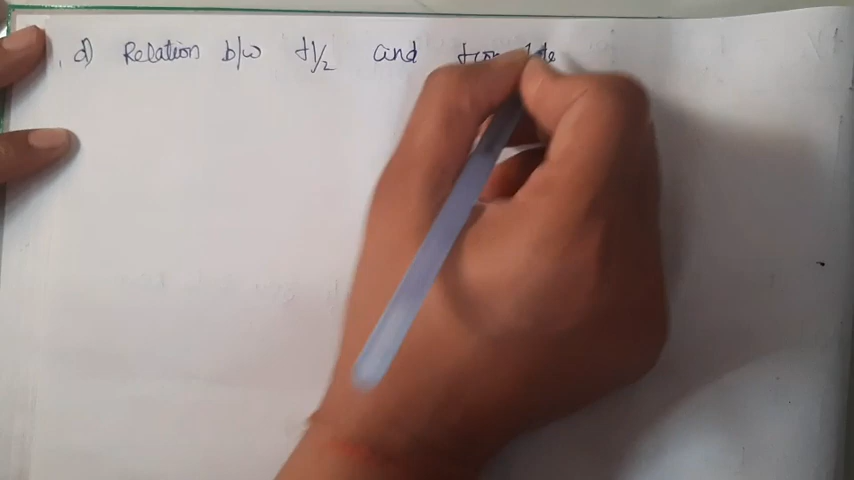 d) Relation b/w t1/2 and